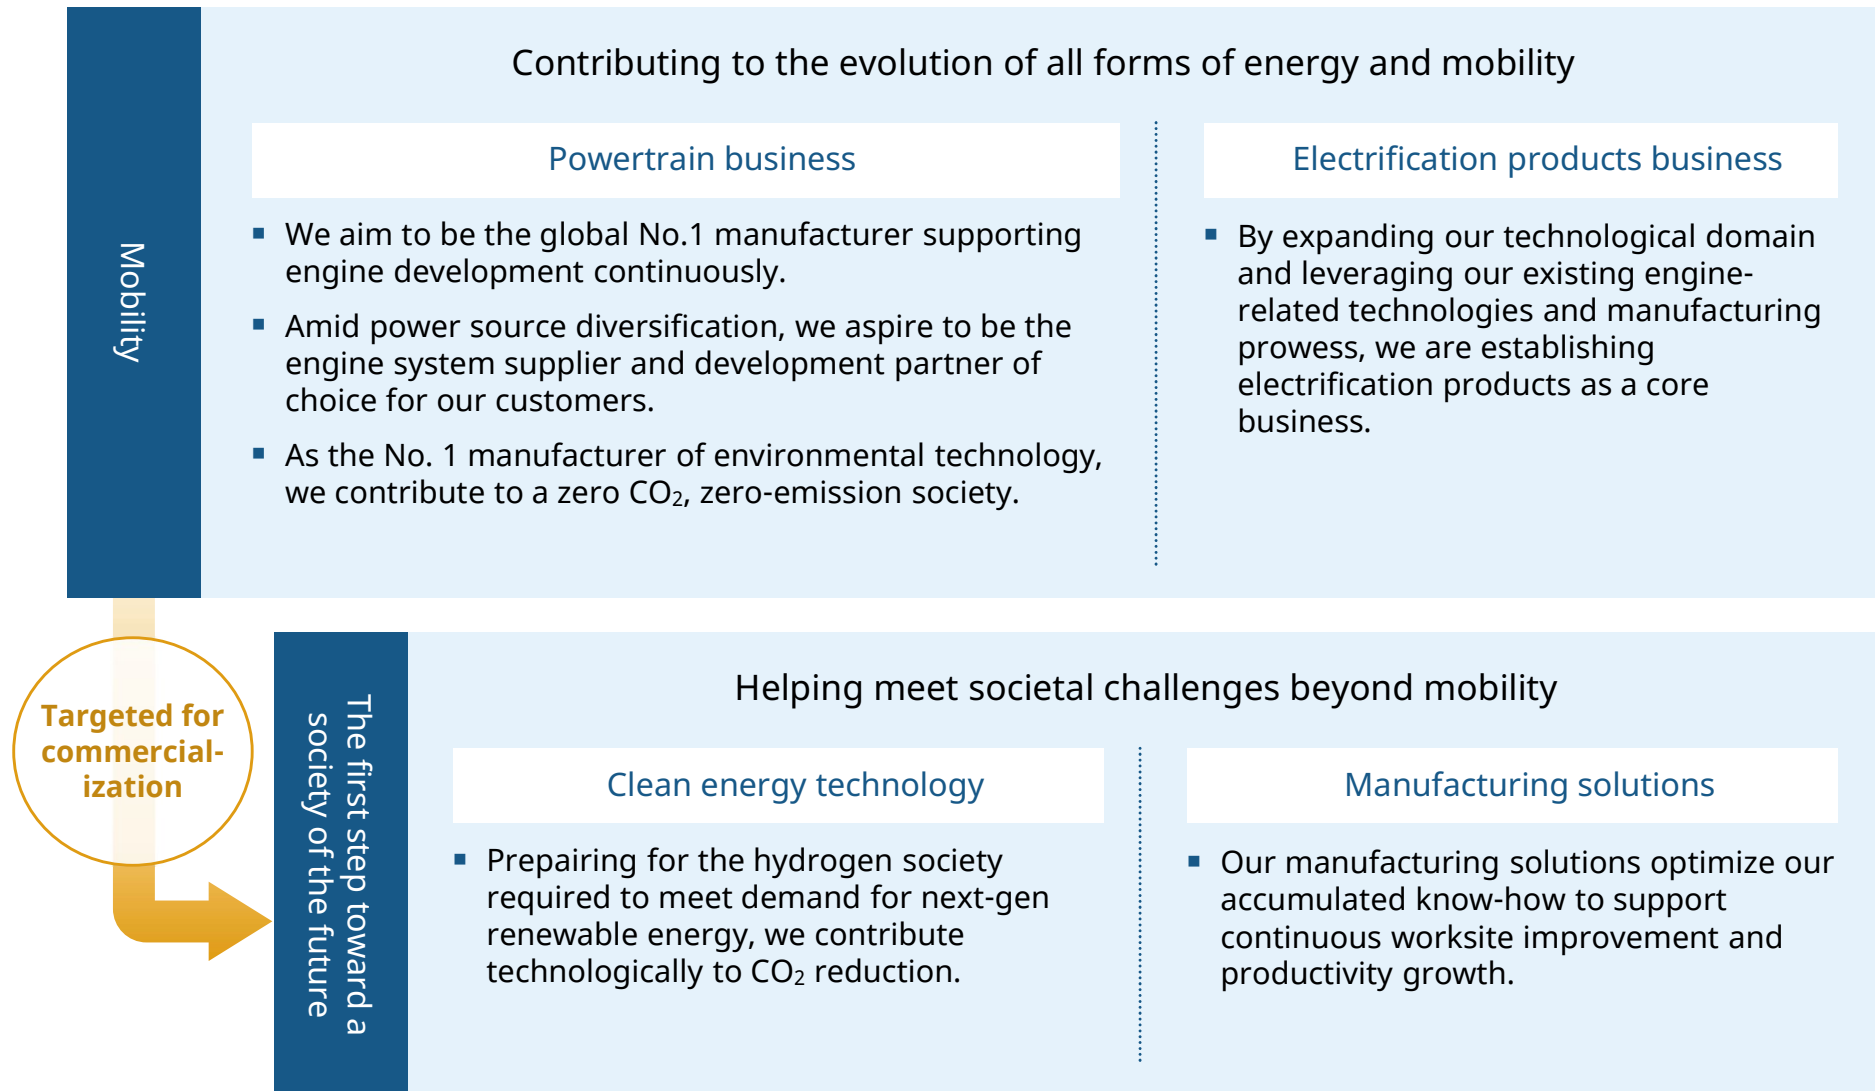 Contributing to the evolution of all forms of energy and mobility
Mobility
Powertrain business
We aim to be the global No.1 manufacturer supporting
engine development continuously.
Amid power source diversification, we aspire to be the
engine system supplier and development partner of
choice for our customers.
As the No. 1 manufacturer of environmental technology,
we contribute to a zero CO₂, zero-emission society.
Electrification products business
By expanding our technological domain
and leveraging our existing engine-
related technologies and manufacturing
prowess, we are establishing
electrification products as a core
business.
Targeted for
commercial-
ization
The first step toward a
society of the future
Helping meet societal challenges beyond mobility
Clean energy technology
Prepairing for the hydrogen society
required to meet demand for next-gen
renewable energy, we contribute
technologically to CO₂ reduction.
Manufacturing solutions
Our manufacturing solutions optimize our
accumulated know-how to support
continuous worksite improvement and
productivity growth.